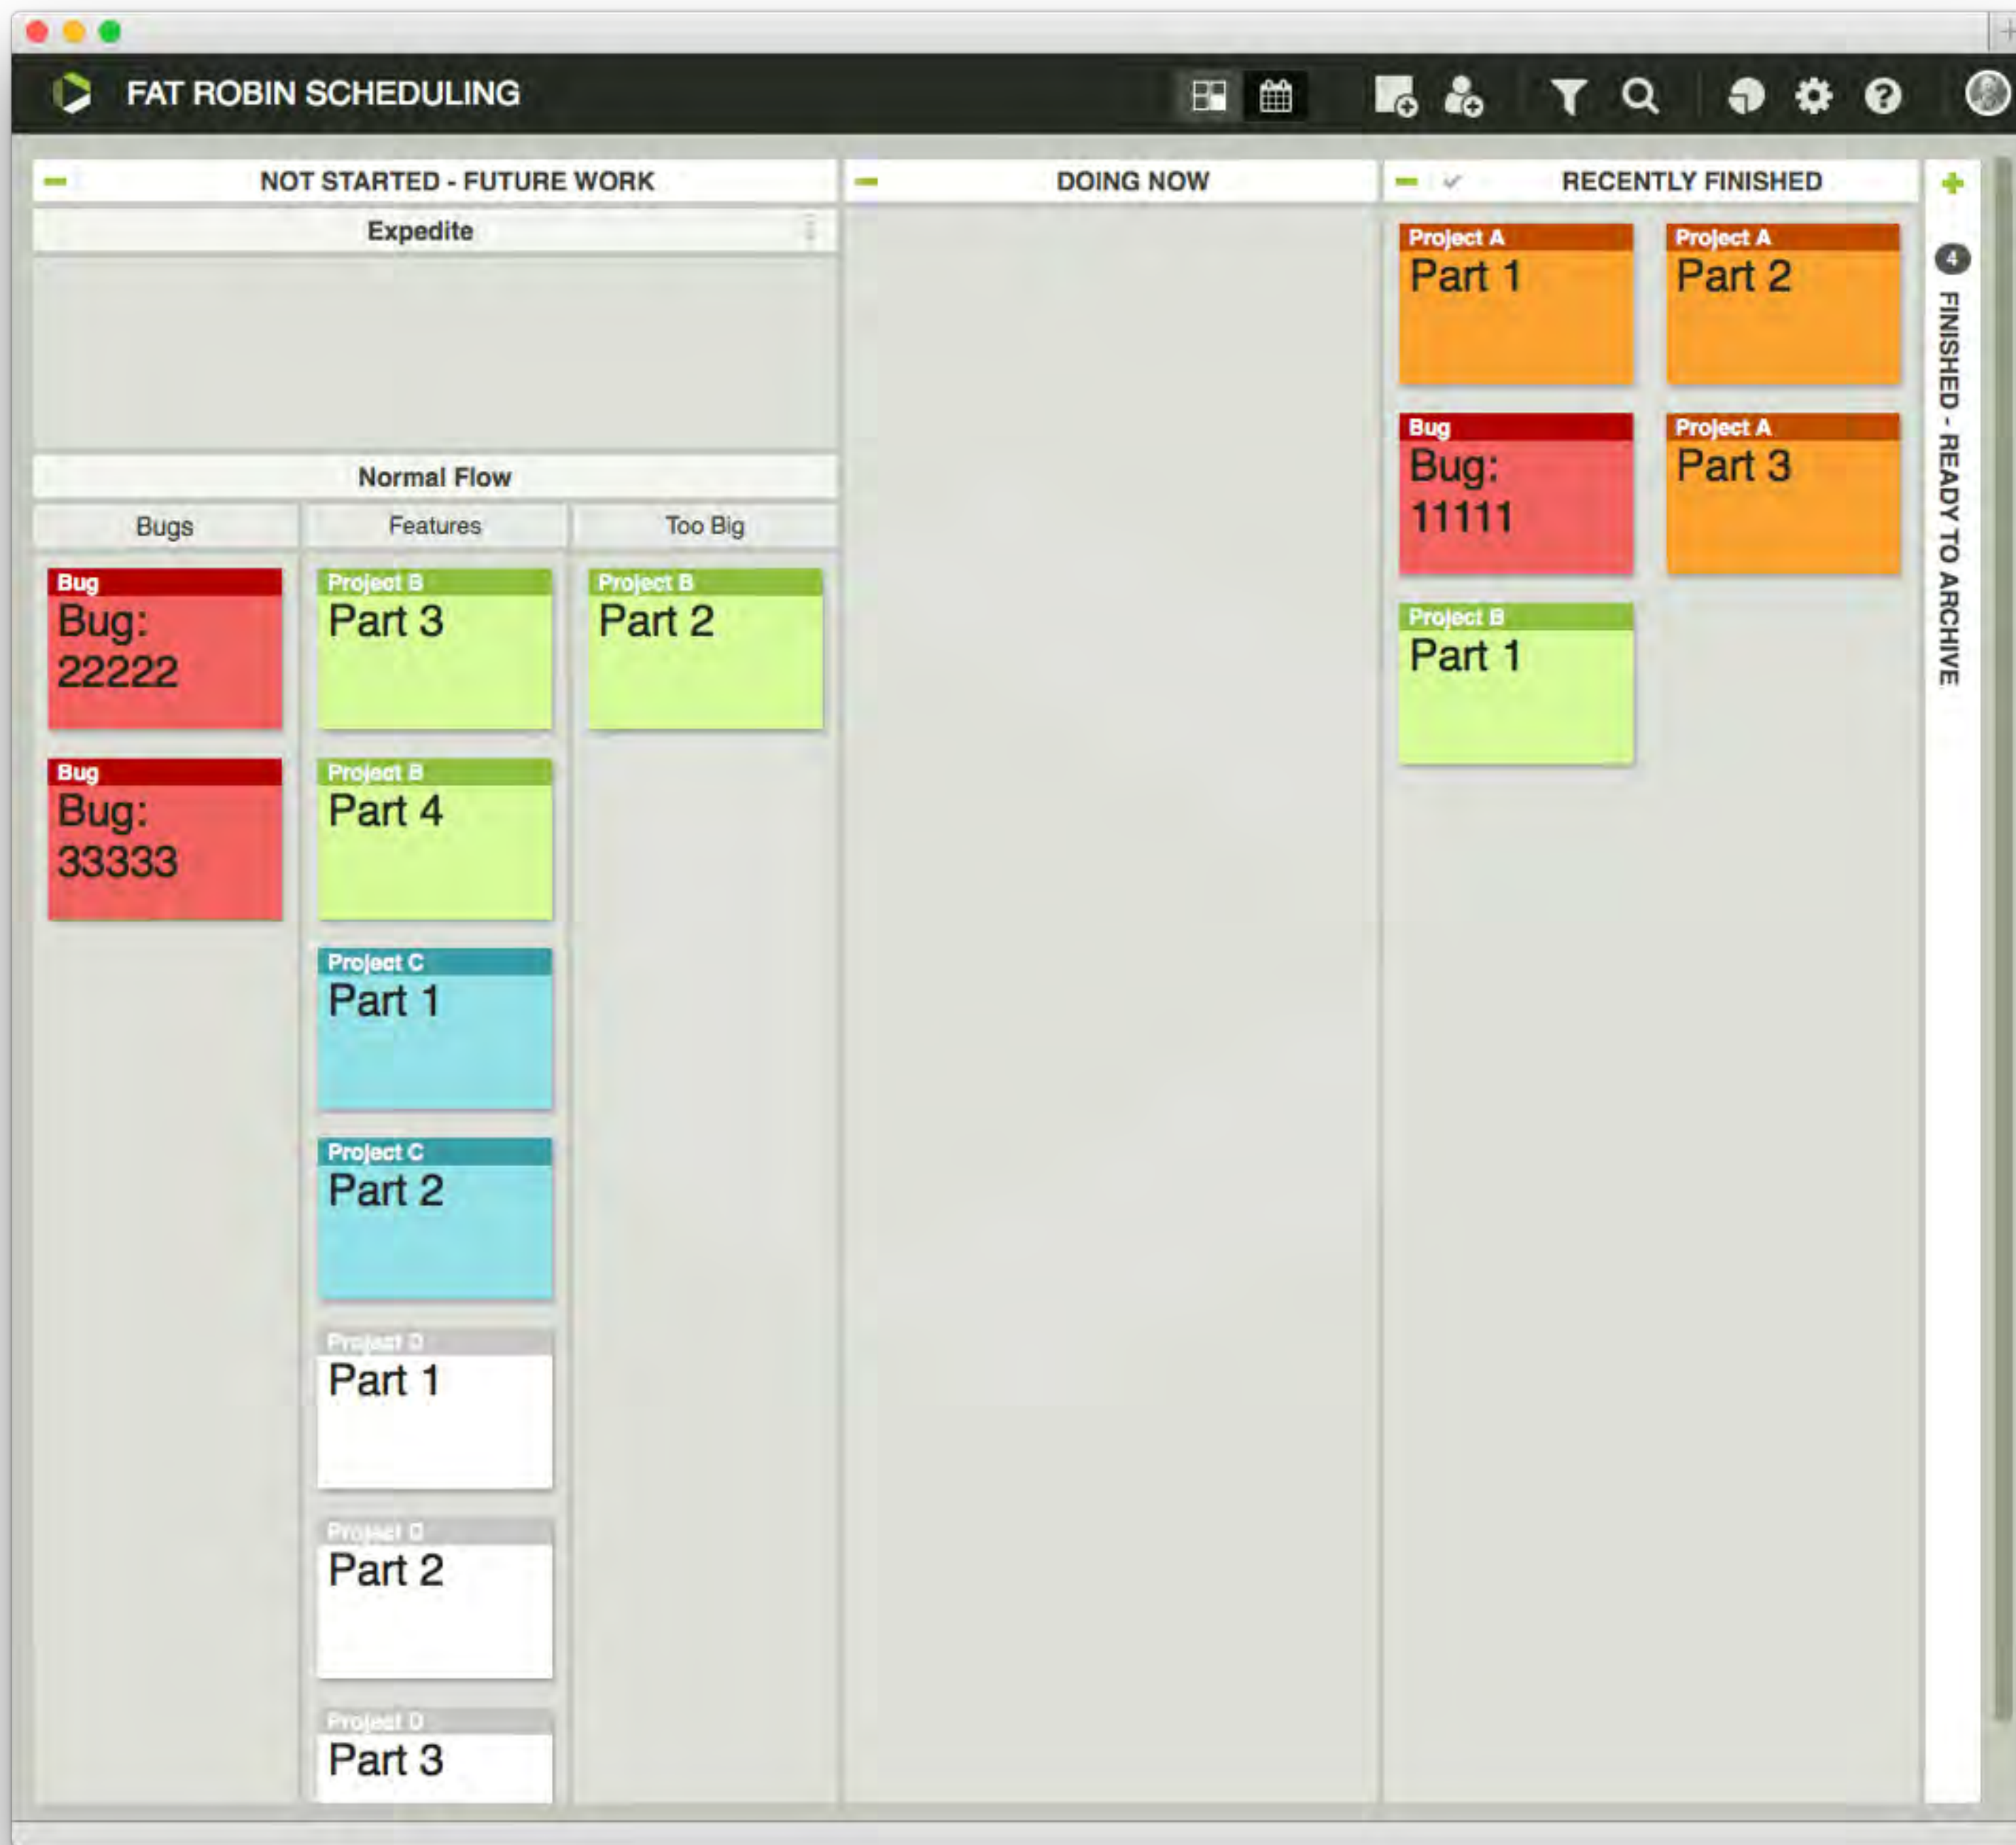 FAT ROBIN SCHEDULING
NOT STARTED - FUTURE WORK
Expedite
Normal Flow
Bugs
Features
Too Big
Bug
Bug:
22222
Bug
Bug:
33333
Project B
Part 3
Project B
Part 4
Project C
Part 1
Project C
Part 2
Project D
Part 1
Project D
Part 2
Project D
Part 3
Project B
Part 2
DOING NOW
RECENTLY FINISHED
Project A
Part 1
Project A
Part 2
Bug
Bug:
11111
Project A
Part 3
Project B
Part 1
4
FINISHED - READY TO ARCHIVE